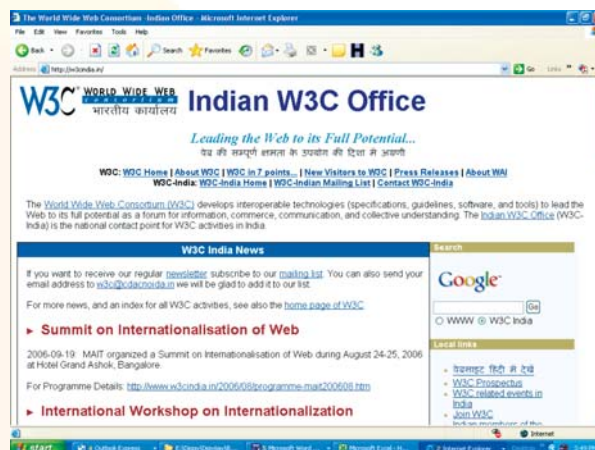 The World Wide Web Consortium -Indian Office - Microsoft Internet Explorer
File Edit View Favorites Tools Help
Back Search Favorites
Address http://w3cindia.in/ Go Links
W3C WORLD WIDE WEB consortium
भारतीय कार्यालय
Indian W3C Office
Leading the Web to its Full Potential...
वेब की सम्पूर्ण क्षमता के उपयोग की दिशा में अग्रणी
W3C: W3C Home | About W3C | W3C in 7 points... | New Visitors to W3C | Press Releases | About WAI
W3C-India: W3C-India Home | W3C-Indian Mailing List | Contact W3C-India
The World Wide Web Consortium (W3C) develops interoperable technologies (specifications, guidelines, software, and tools) to lead the
Web to its full potential as a forum for information, commerce, communication, and collective understanding. The Indian W3C Office (W3C-
India) is the national contact point for W3C activities in India.
W3C India News
If you want to receive our regular newsletter subscribe to our mailing list. You can also send your
email address to w3c@cdacnoida.in we will be glad to add it to our list.
For more news, and an index for all W3C activities, see also the home page of W3C
► Summit on Internationalisation of Web
2006-09-19: MAIT organized a Summit on Internationalisation of Web during August 24-25, 2006
at Hotel Grand Ashok, Bangalore.
For Programme Details: http://www.w3cindia.in/2006/08/programme-mait200608.htm
► International Workshop on Internationalization
Search
Google
Go
WWW W3C India
Local links
वेबसाइट हिंदी में देखें
W3C Prospectus
W3C related events in
India
Join W3C
Indian members of the
Internet
start